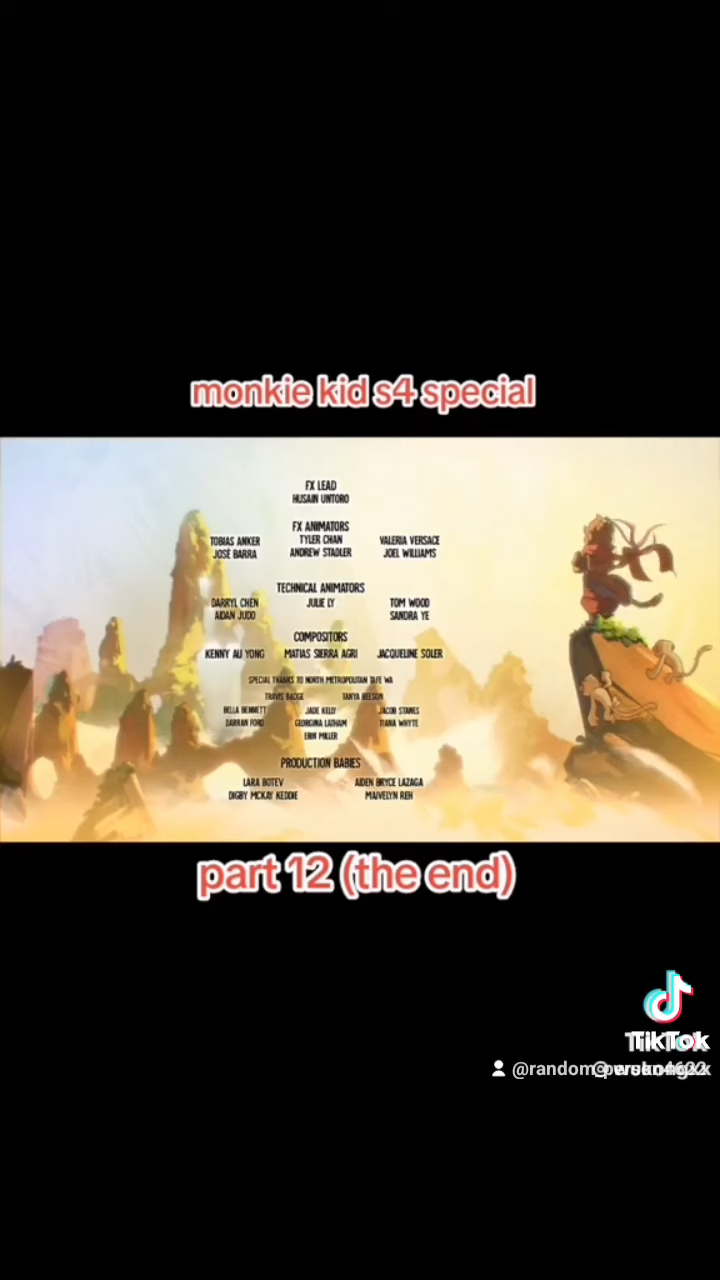 monkie kid s4 special
FX LEAD
HUSAIN UNTORO
FX ANIMATORS
TOBIAS ANKER TYLER CHAN VALERIA VERSACE
JOSÉ BARRA ANDREW STADLER JOEL WILLIAMS
TECHNICAL ANIMATORS
DARRYL CHEN JULIE LY TOM WOOD
AIDAN JUDD SANDRA YE
COMPOSITORS
KENNY AU YONG MATIAS SIERRA AGRI JACQUELINE SOLER
SPECIAL THANKS TO NORTH METROPOLITAN TAFE WA
TRAVIS BADGE TANYA BEESON
BELLA BENNETT JADE KELLY JACOB STAINES
DARRAN FORD GEORGINA LATHAM TIANA WHYTE
ERIN MILLER
PRODUCTION BABIES
LARA BOTEV AIDEN BRYCE LAZAGA
DIGBY MCKAY KEDDIE MAIVELYN REH
part 12 (the end)
TikTok